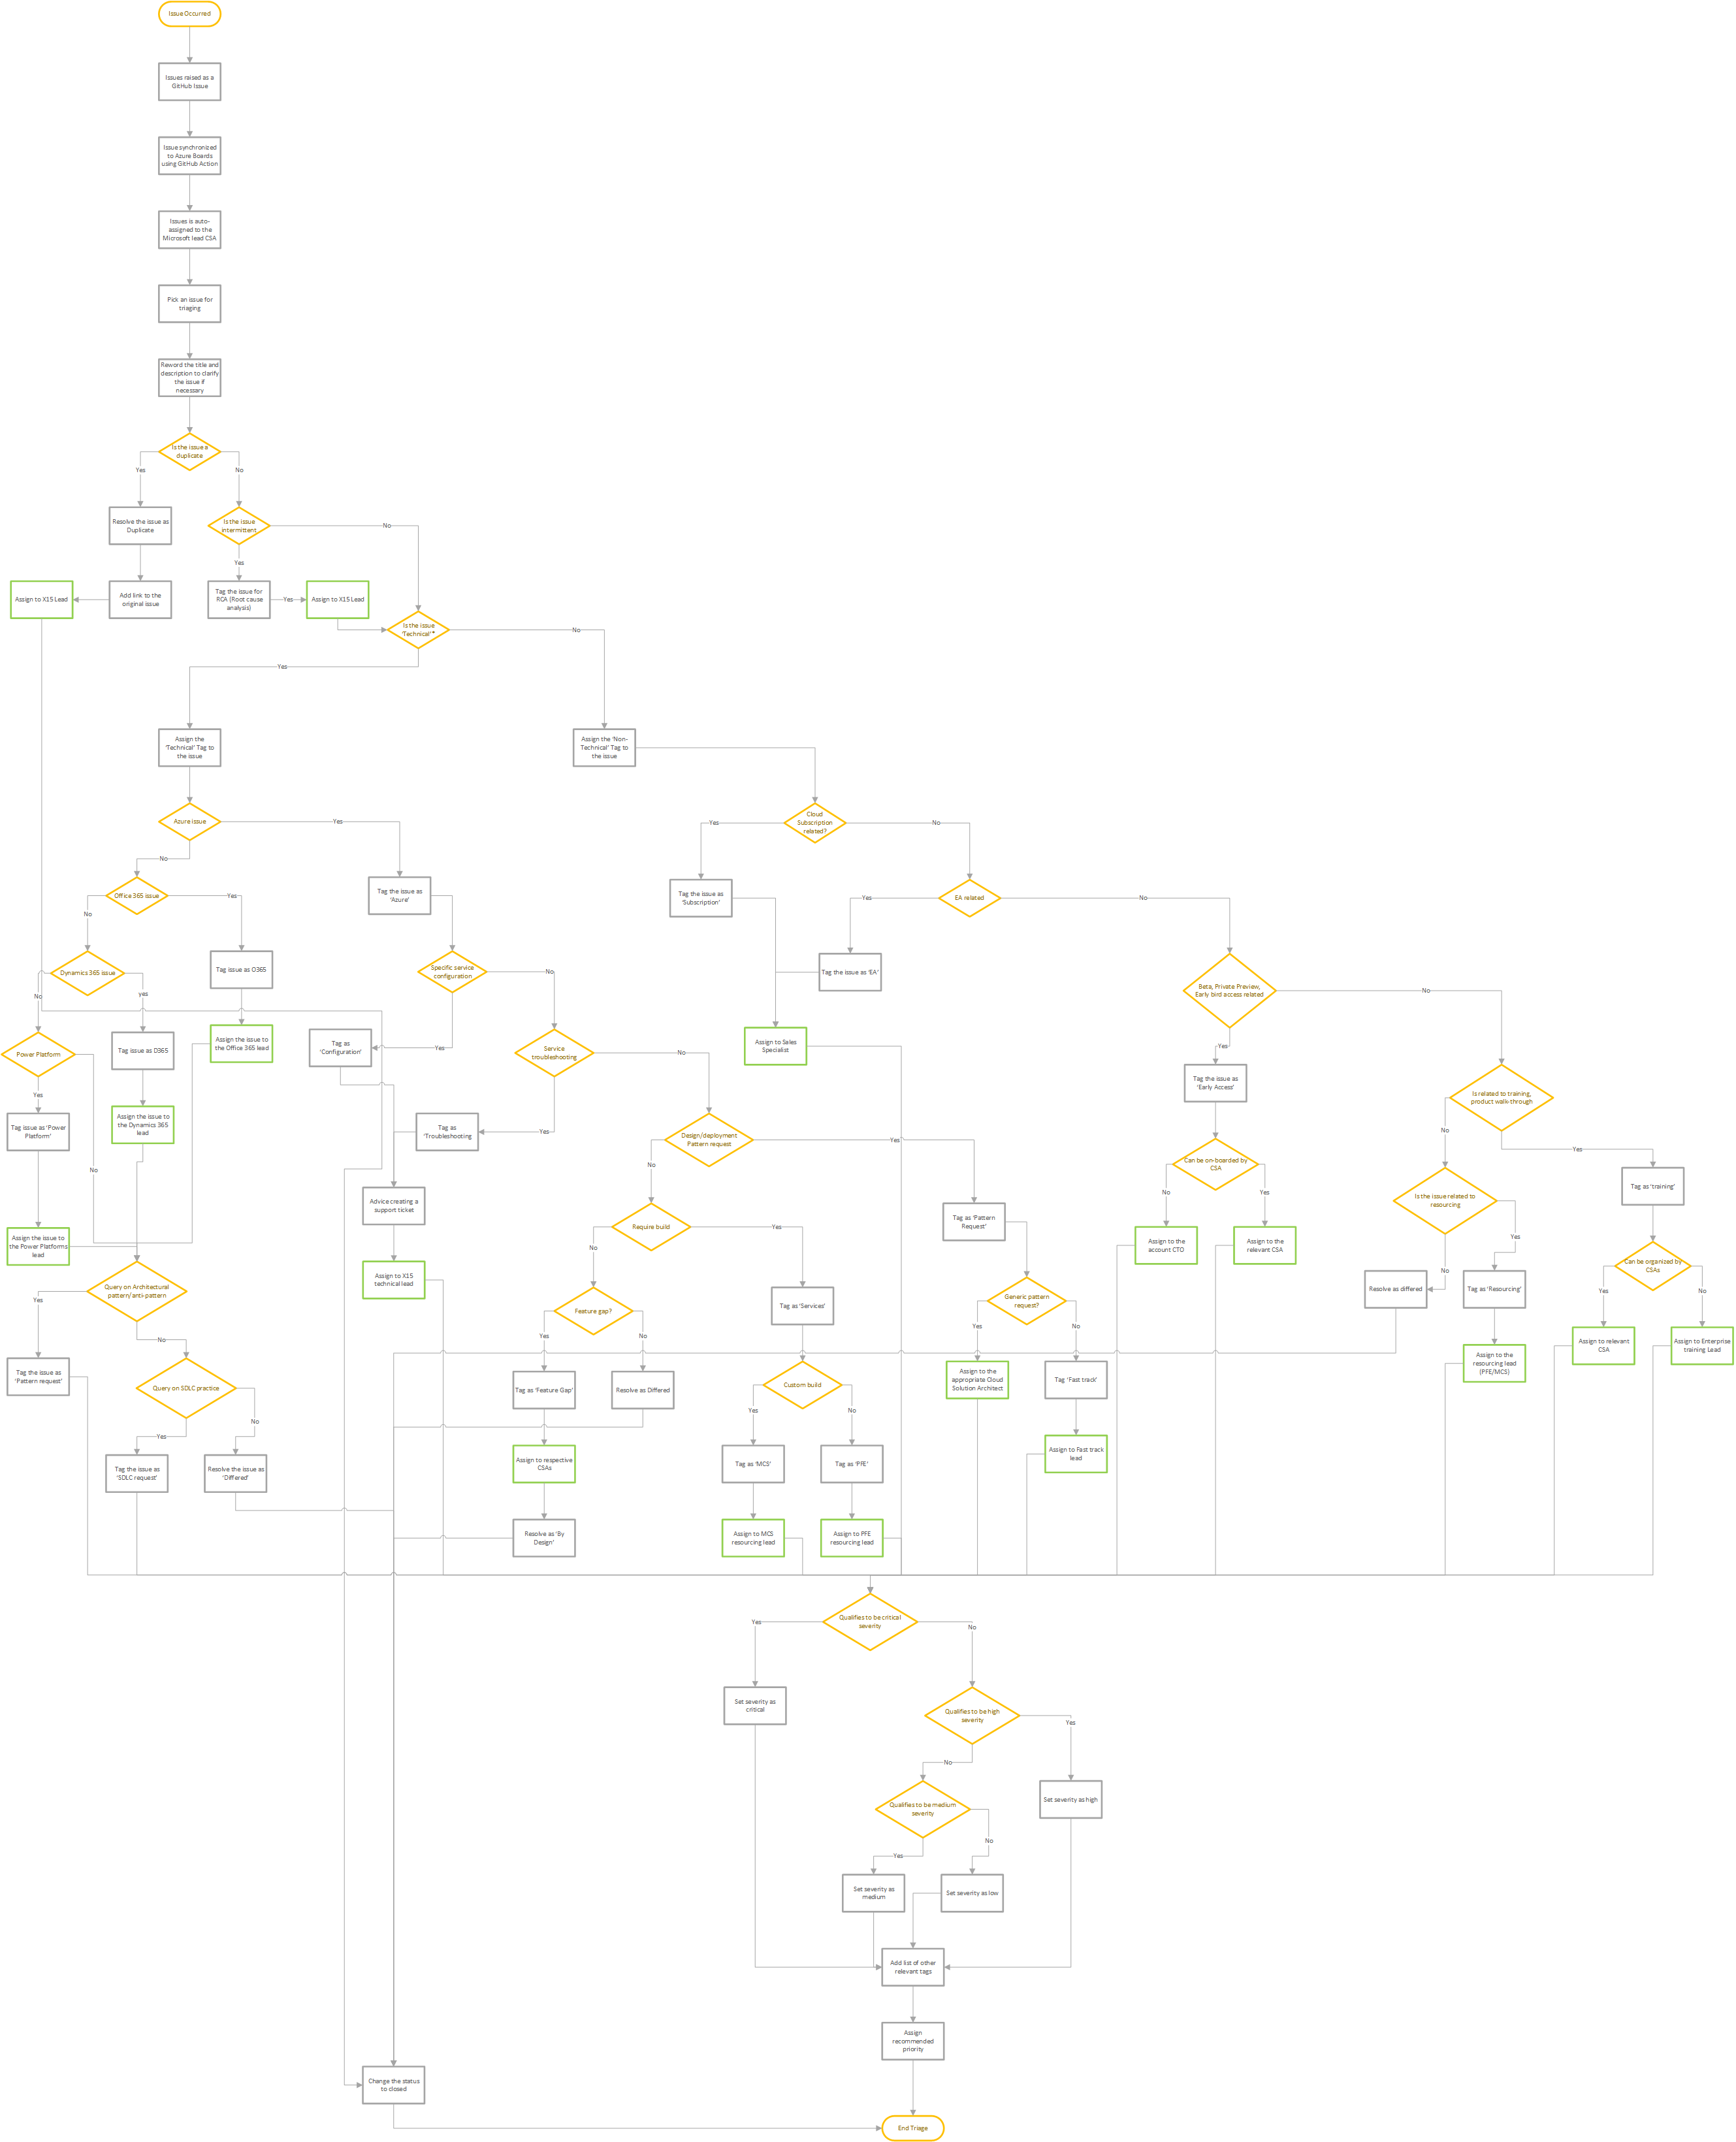 Issue Occurred
Issues raised as a
GitHub Issue
Issue synchronized
to Azure Boards
using GitHub Action
Issues is auto-
assigned to the
Microsoft lead CSA
Pick an issue for
triaging
Reword the title and
description to clarify
the issue if
necessary
Is the issue a
duplicate
Yes
No
Resolve the issue as
Duplicate
Is the issue
intermittent
No
Yes
Assign to X15 Lead
Add link to the
original issue
Tag the issue for
RCA (Root cause
analysis)
Yes
Assign to X15 Lead
Is the issue
'Technical'*
No
Yes
Assign the
'Technical' Tag to
the issue
Assign the 'Non-
Technical' Tag to
the issue
Azure issue
Yes
Cloud
Subscription
related?
Yes
No
No
Office 365 issue
Yes
No
Tag the issue as
'Azure'
Tag the issue as
'Subscription'
EA related
Yes
No
Dynamics 365 issue
No
yes
Tag issue as O365
Specific service
configuration
No
Yes
Tag the issue as 'EA'
Beta, Private Preview,
Early bird access related
No
Yes
Power Platform
Yes
No
Tag issue as D365
Assign the issue to
the Office 365 lead
Tag as
'Configuration'
Service
troubleshooting
No
Yes
Assign to Sales
Specialist
Tag the issue as
'Early Access'
Is related to training,
product walk-through
No
Yes
Tag issue as 'Power
Platform'
Assign the issue to
the Dynamics 365
lead
Tag as
'Troubleshooting
Design/deployment
Pattern request
Yes
No
Can be on-boarded by
CSA
No
Yes
Is the issue related to
resourcing
Yes
No
Tag as 'training'
Advice creating a
support ticket
Require build
Yes
No
Tag as 'Pattern
Request'
Assign the issue to
the Power Platforms
lead
Assign to X15
technical lead
Assign to the
account CTO
Assign to the
relevant CSA
Can be organized by
CSAs
Yes
No
Query on Architectural
pattern/anti-pattern
Yes
No
Feature gap?
Yes
No
Tag as 'Services'
Generic pattern
request?
Yes
No
Resolve as differed
Tag as 'Resourcing'
Assign to relevant
CSA
Assign to Enterprise
training Lead
Tag the issue as
'Pattern request'
Query on SDLC practice
Yes
No
Tag as 'Feature Gap'
Resolve as Differed
Custom build
Yes
No
Assign to the
appropriate Cloud
Solution Architect
Tag 'Fast track'
Assign to the
resourcing lead
(PFE/MCS)
Tag the issue as
'SDLC request'
Resolve the issue as
'Differed'
Assign to respective
CSAs
Tag as 'MCS'
Tag as 'PFE'
Assign to Fast track
lead
Resolve as 'By
Design'
Assign to MCS
resourcing lead
Assign to PFE
resourcing lead
Qualifies to be critical
severity
Yes
No
Set severity as
critical
Qualifies to be high
severity
Yes
No
Qualifies to be medium
severity
Yes
No
Set severity as high
Set severity as
medium
Set severity as low
Add list of other
relevant tags
Assign
recommended
priority
Change the status
to closed
End Triage